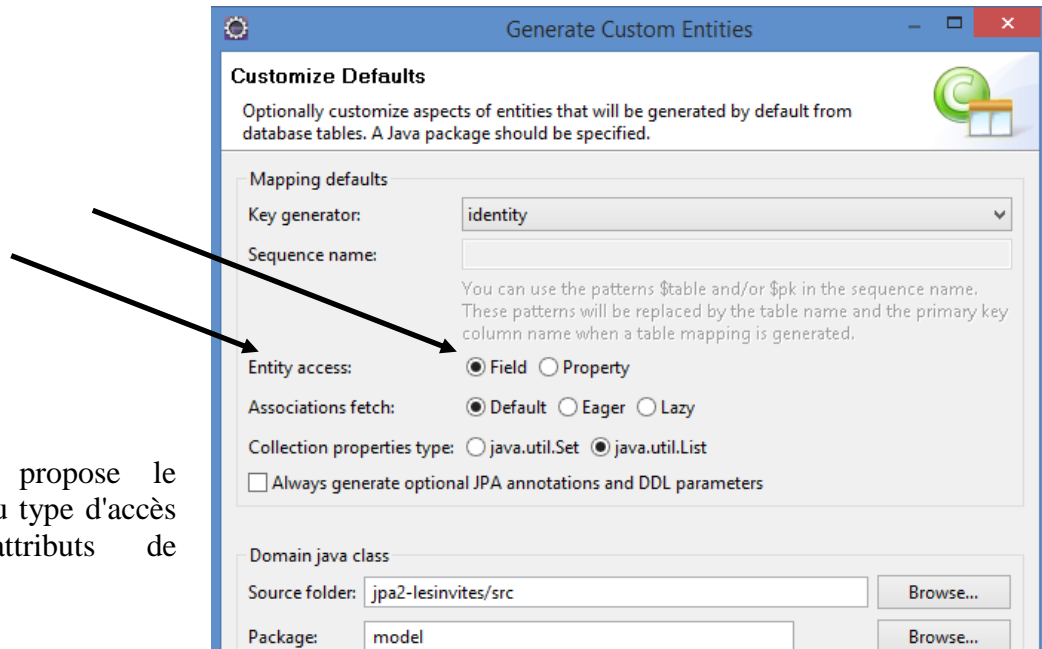 Generate Custom Entities
Customize Defaults
Optionally customize aspects of entities that will be generated by default from
database tables. A Java package should be specified.
Mapping defaults
Key generator: identity
Sequence name:
You can use the patterns $table and/or $pk in the sequence name.
These patterns will be replaced by the table name and the primary key
column name when a table mapping is generated.
Entity access: Field Property
Associations fetch: Default Eager Lazy
Collection properties type: java.util.Set java.util.List
Always generate optional JPA annotations and DDL parameters
propose le
type d'accès
de
Domain java class
Source folder: jpa2-lesinvites/src Browse...
Package: model Browse...